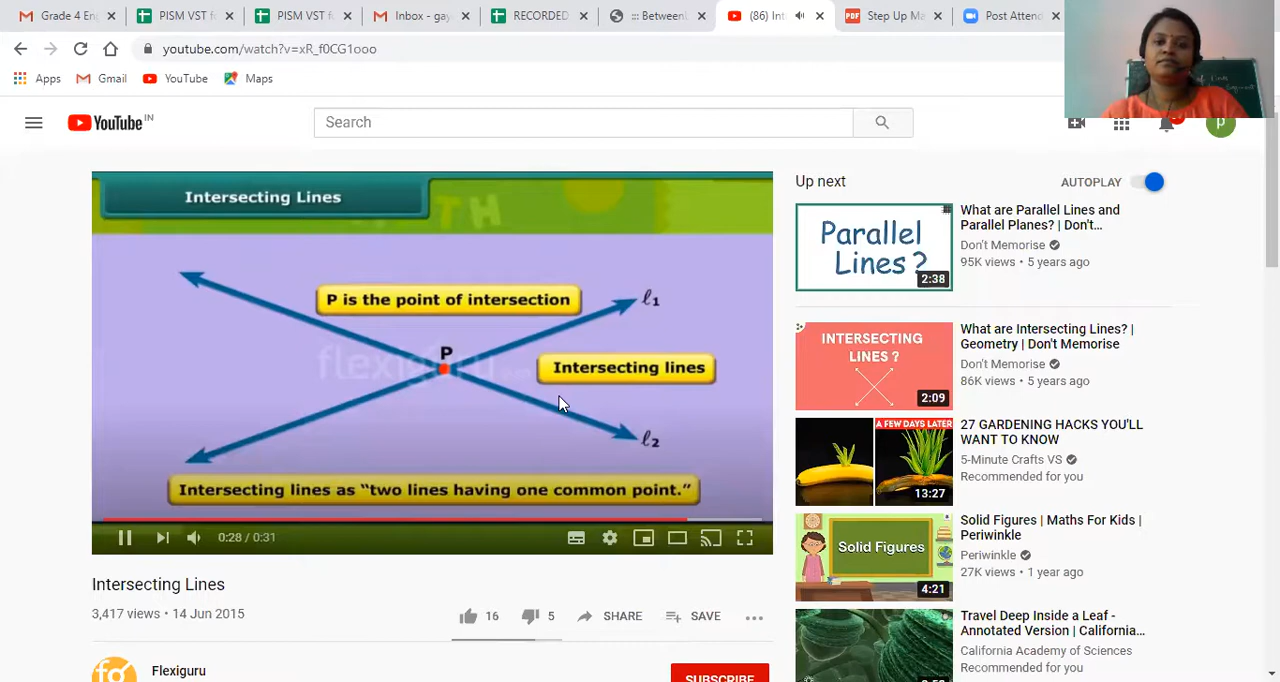 Grade 4 En
PISM VST f
PISM VST f
Inbox - gay
RECORDED
::: Between
(86) Int
PDF
Step Up Ma
Post Attend
youtube.com/watch?v=xR_f0CG1ooo
Apps
Gmail
YouTube
Maps
YouTube IN
Search
p
Intersecting Lines
P is the point of intersection
ℓ1
P
Intersecting lines
ℓ2
Intersecting lines as “two lines having one common point.”
0:28 / 0:31
Intersecting Lines
3,417 views • 14 Jun 2015
16
5
SHARE
SAVE
Flexiguru
SUBSCRIBE
Up next
AUTOPLAY
Parallel
Lines ?
2:38
What are Parallel Lines and
Parallel Planes? | Don't...
Don't Memorise
95K views • 5 years ago
INTERSECTING
LINES ?
2:09
What are Intersecting Lines? |
Geometry | Don't Memorise
Don't Memorise
86K views • 5 years ago
A FEW DAYS LATER
13:27
27 GARDENING HACKS YOU'LL
WANT TO KNOW
5-Minute Crafts VS
Recommended for you
Solid Figures
4:21
Solid Figures | Maths For Kids |
Periwinkle
Periwinkle
27K views • 1 year ago
Travel Deep Inside a Leaf -
Annotated Version | California...
California Academy of Sciences
Recommended for you